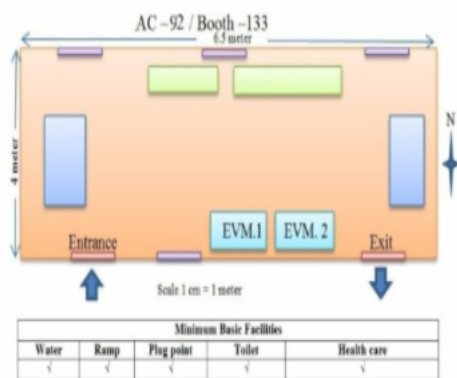 AC –92 / Booth –133
6.5 meter
4 meter
N
EVM.1 EVM. 2
Entrance Exit
Scale 1 cm = 1 meter
Minimum Basic Facilities
Water Ramp Plug point Toilet Health care
√ √ √ √ √